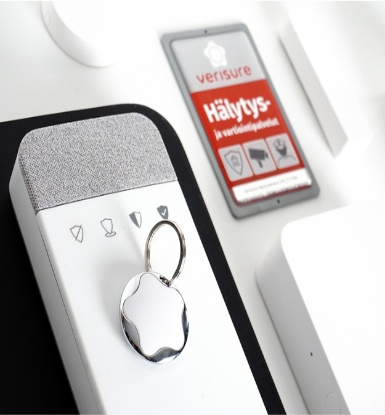 verisure
Hälytys-
ja vartiointipalvelut